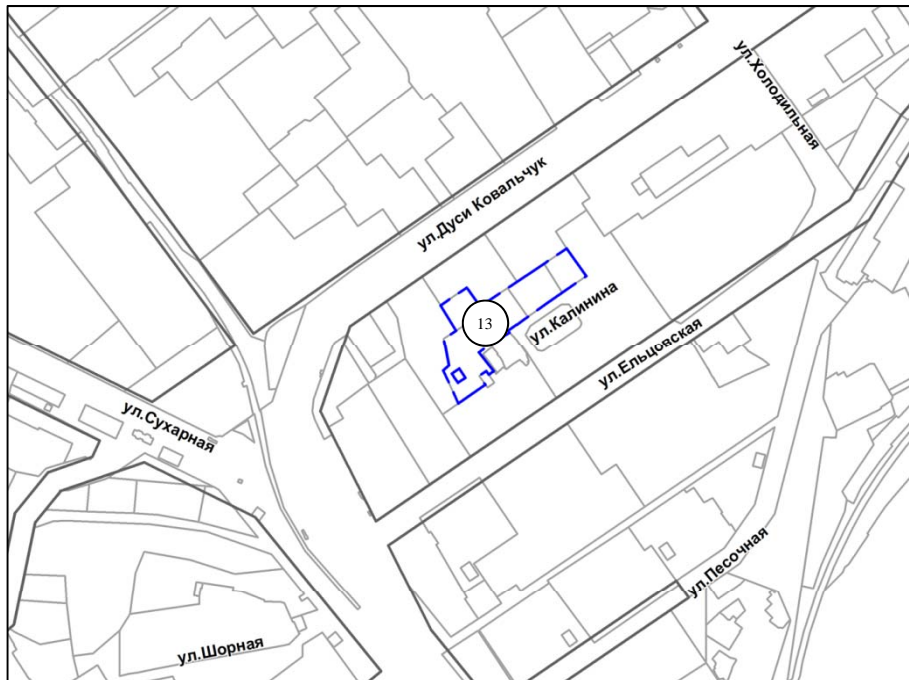 ул.Холодильная
ул.Дуси Ковальчук
13
ул.Калинина
ул.Ельцовская
ул.Сухарная
ул.Песочная
ул.Шорная